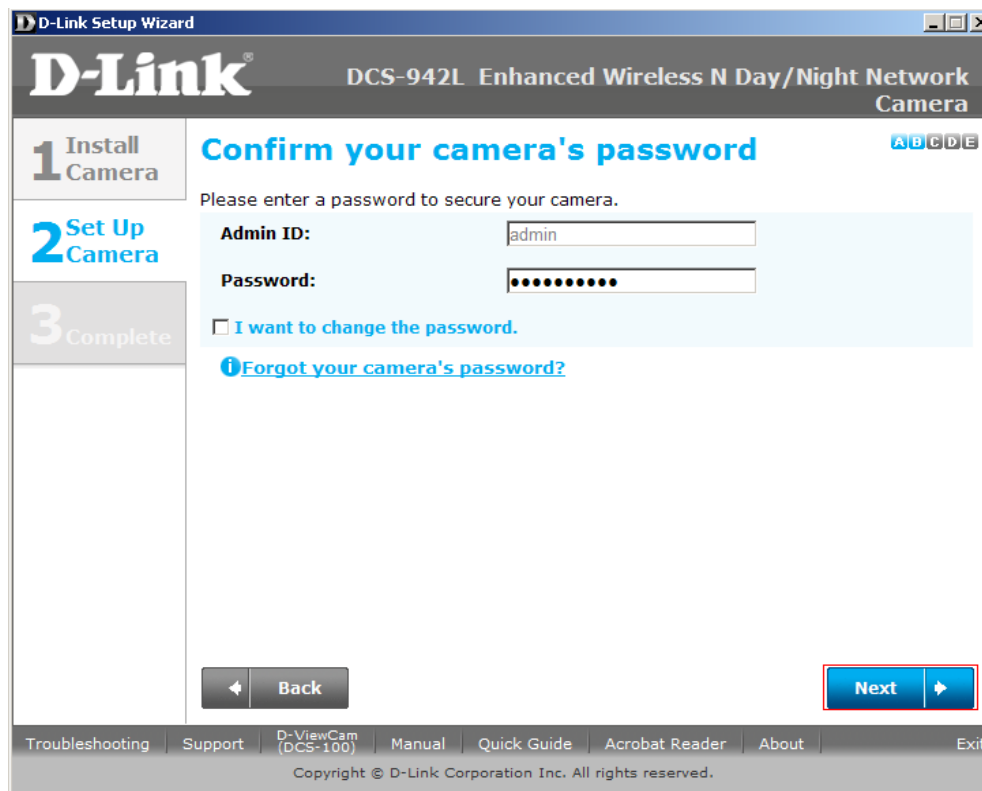 D-Link Setup Wizard
D-Link®
DCS-942L Enhanced Wireless N Day/Night Network
Camera
1 Install
Camera
2 Set Up
Camera
3 Complete
Confirm your camera's password
A B C D E
Please enter a password to secure your camera.
Admin ID: admin
Password: ●●●●●●●●●●
I want to change the password.
Forgot your camera's password?
Back
Next
Troubleshooting Support D-ViewCam (DCS-100) Manual Quick Guide Acrobat Reader About Exit
Copyright © D-Link Corporation Inc. All rights reserved.